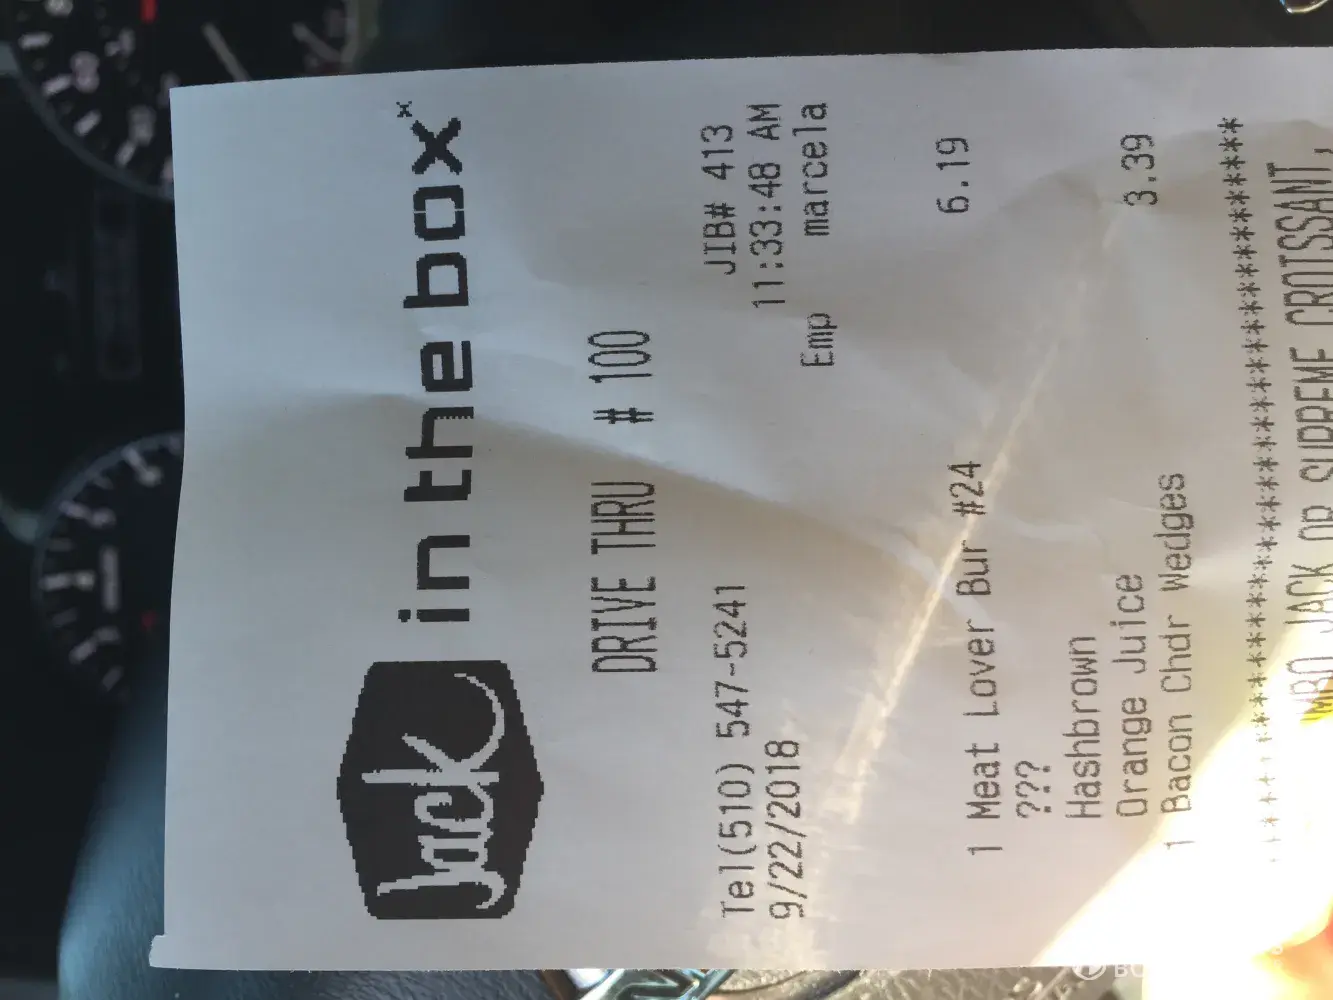 Jack in the box
DRIVE THRU # 100
Tel(510) 547-5241 JIB# 413
9/22/2018 11:33:48 AM
Emp marcela
1 Meat Lover Bur #24 6.19
???
Hashbrown
Orange Juice
1 Bacon Chdr Wedges 3.39
JACK OR SUPREME CROISSANT,